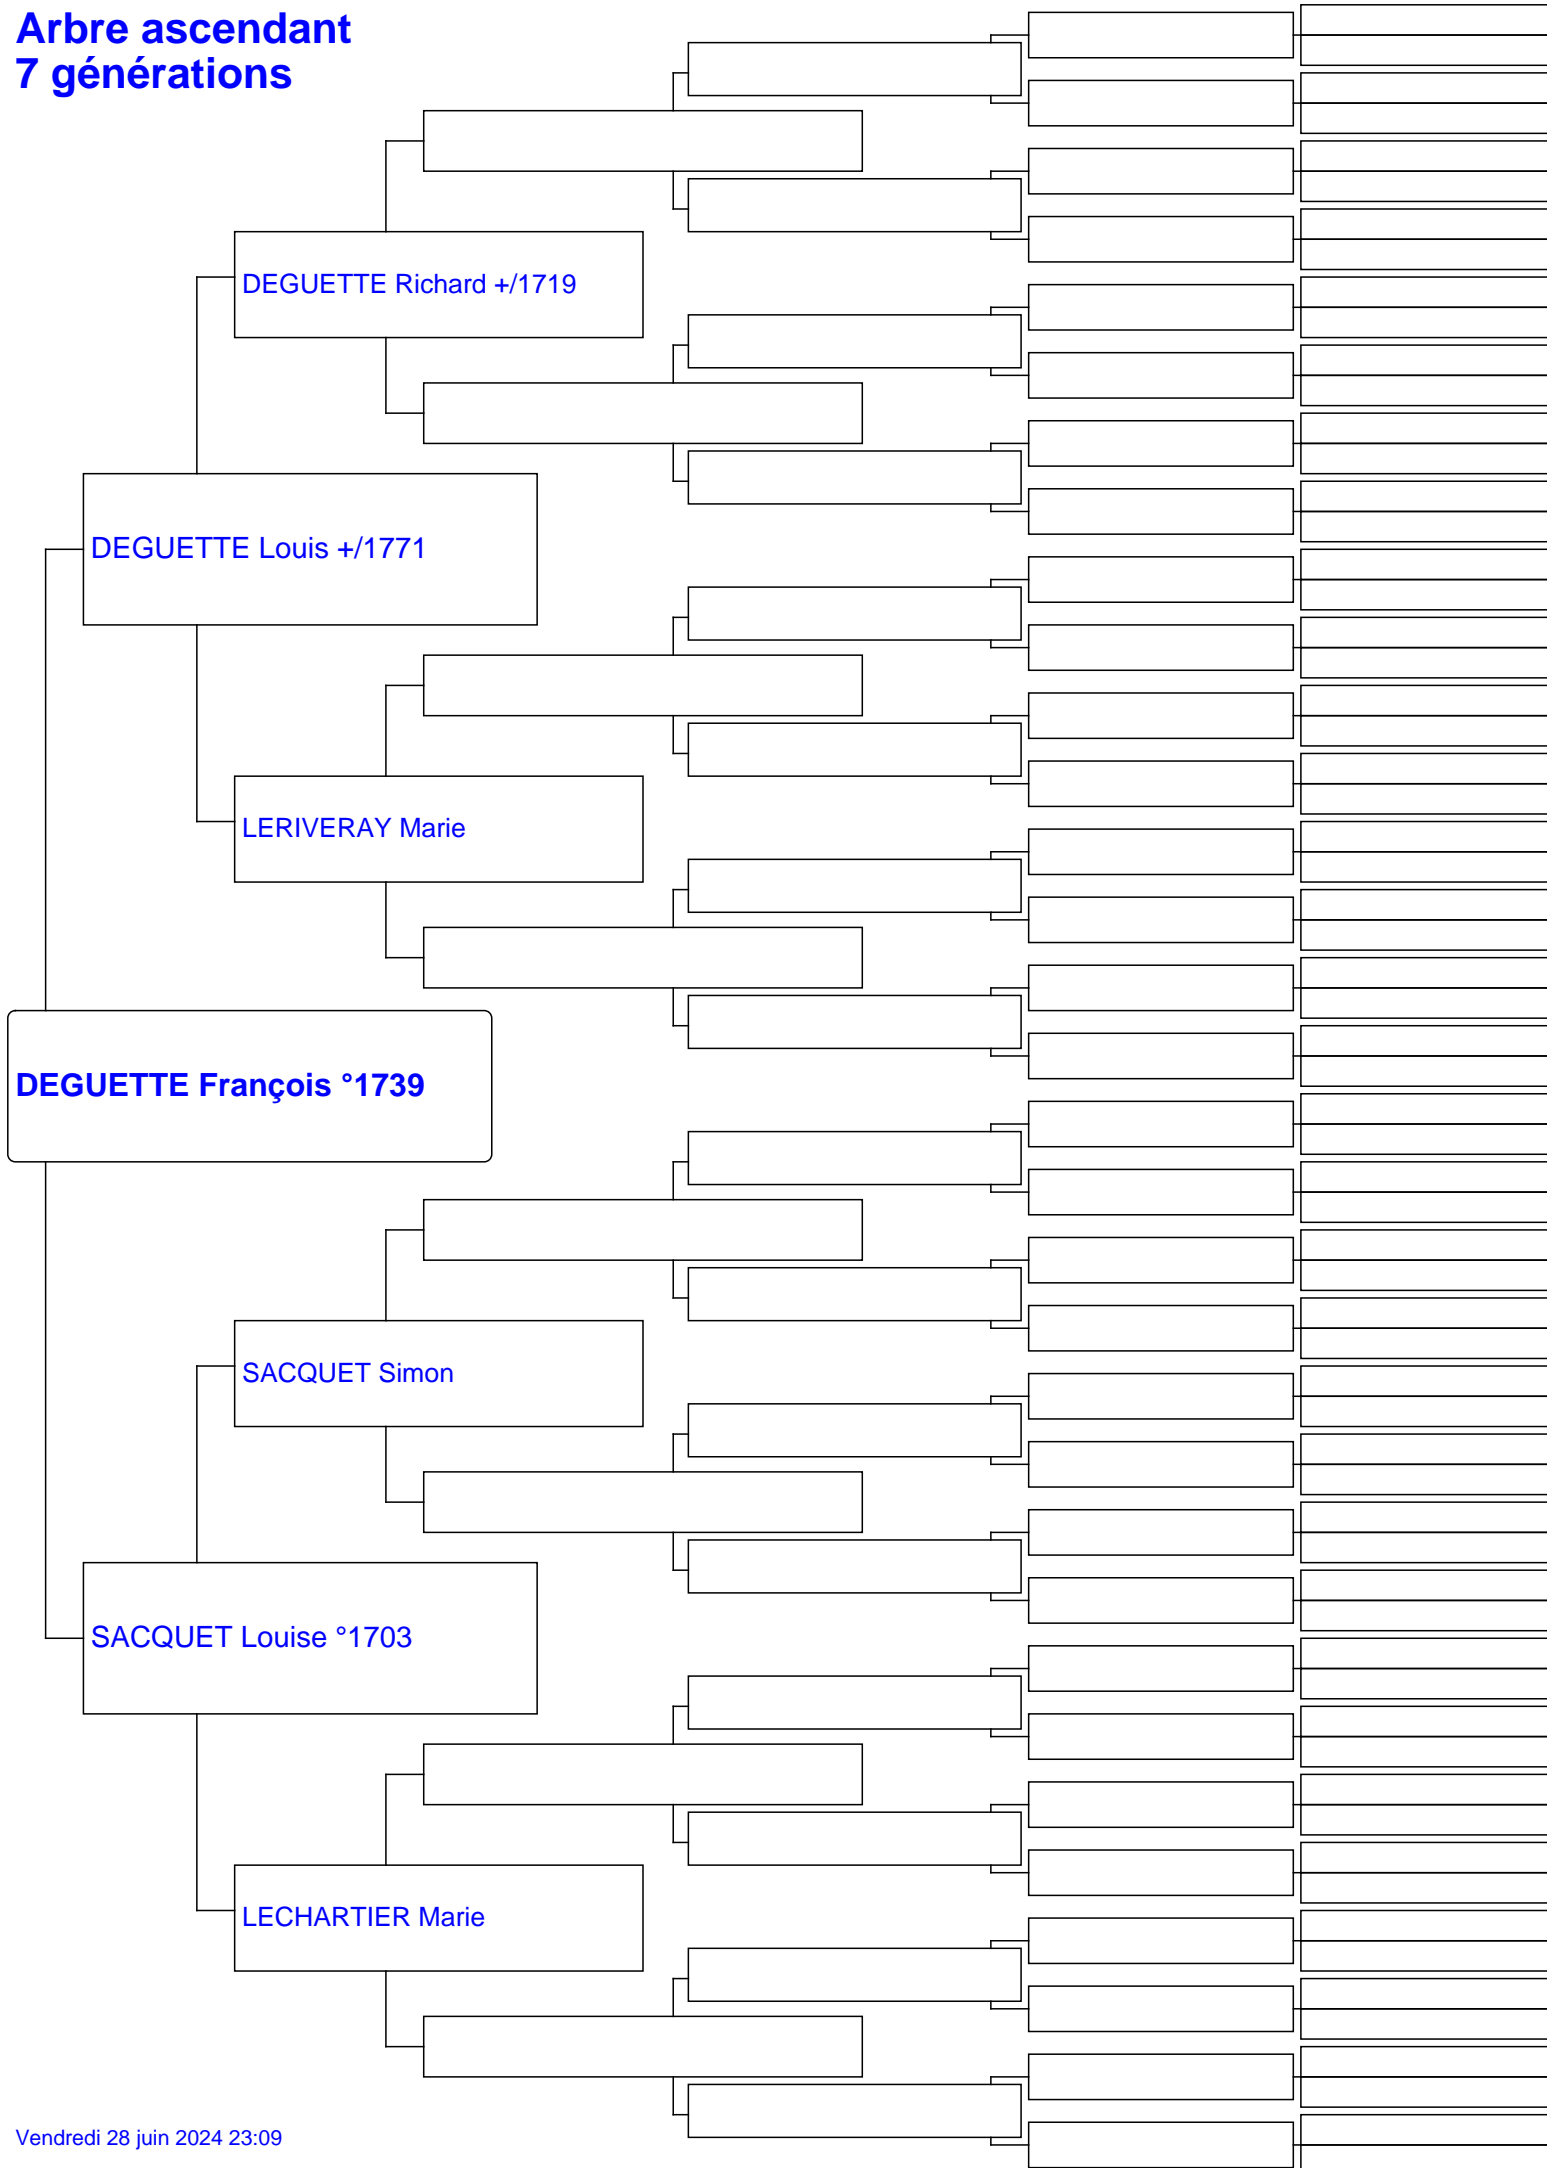 Arbre ascendant
7 générations
DEGUETTE Richard +/1719
DEGUETTE Louis +/1771
LERIVERAY Marie
DEGUETTE François °1739
SACQUET Simon
SACQUET Louise °1703
LECHARTIER Marie
Vendredi 28 juin 2024 23:09